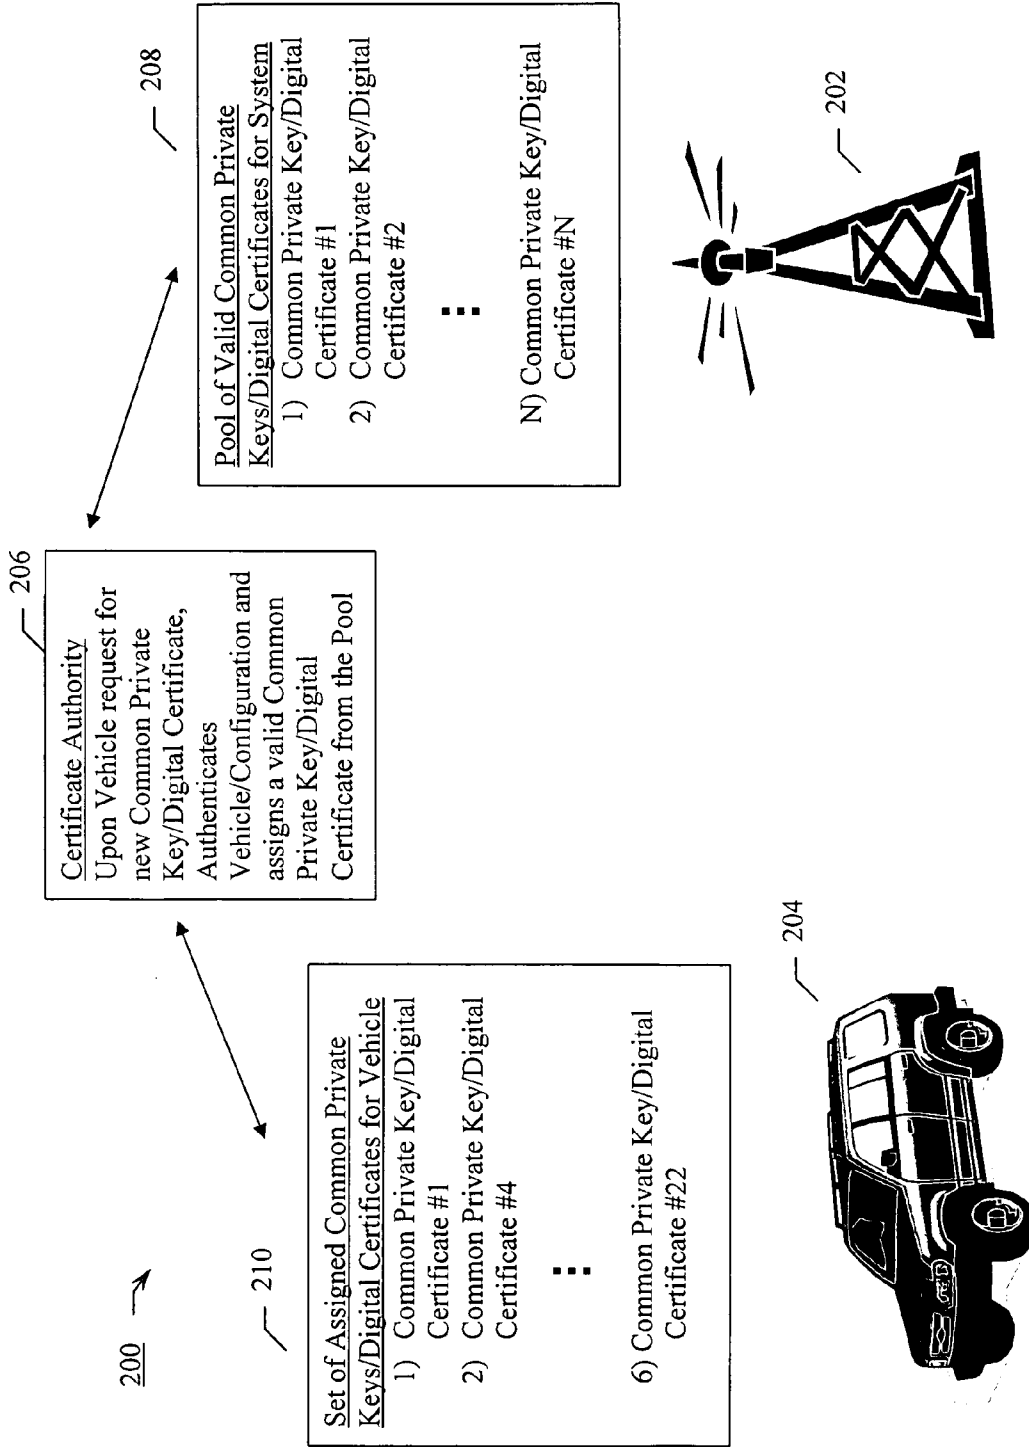 200
210
Set of Assigned Common Private
Keys/Digital Certificates for Vehicle
1) Common Private Key/Digital
Certificate #1
2) Common Private Key/Digital
Certificate #4
6) Common Private Key/Digital
Certificate #22
204
206
Certificate Authority
Upon Vehicle request for
new Common Private
Key/Digital Certificate,
Authenticates
Vehicle/Configuration and
assigns a valid Common
Private Key/Digital
Certificate from the Pool
208
Pool of Valid Common Private
Keys/Digital Certificates for System
1) Common Private Key/Digital
Certificate #1
2) Common Private Key/Digital
Certificate #2
N) Common Private Key/Digital
Certificate #N
202